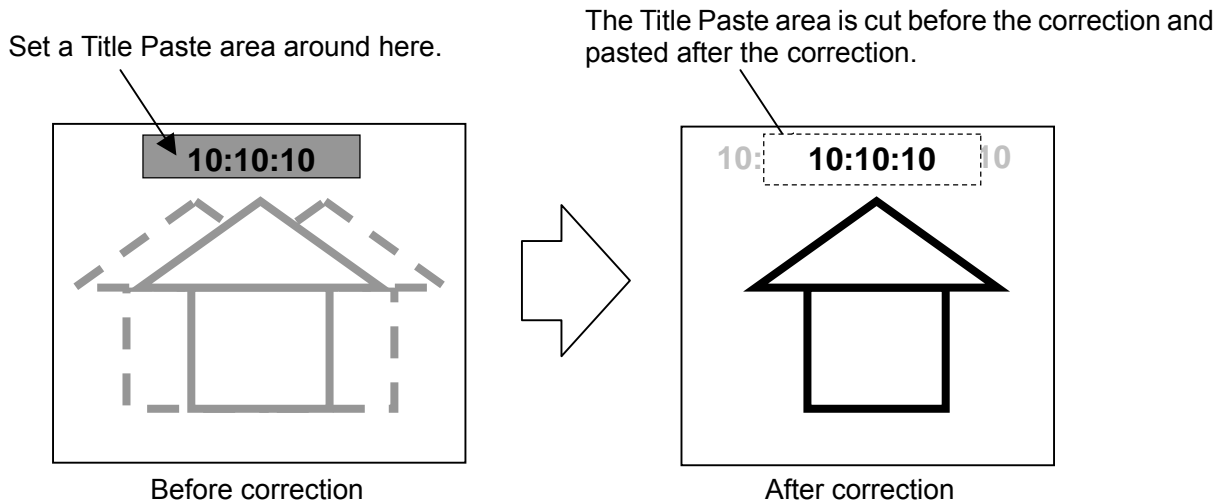 Set a Title Paste area around here.
The Title Paste area is cut before the correction and
pasted after the correction.
10:10:10
10: 10:10:10 10
Before correction
After correction